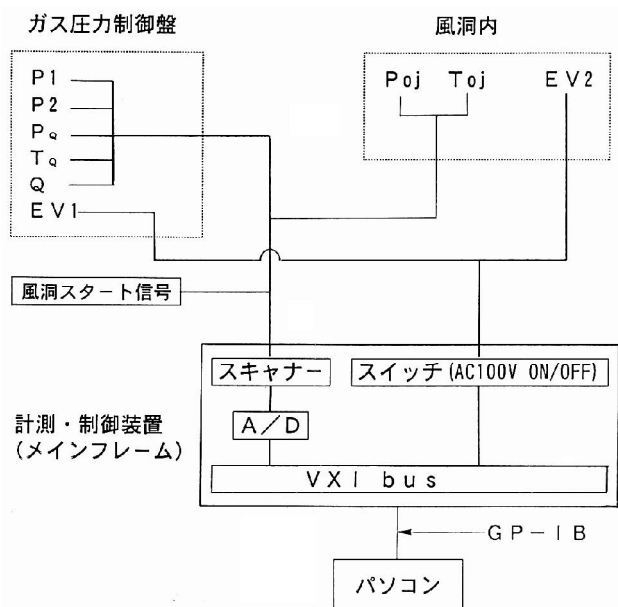 ガス圧力制御盤
風洞内
P1
P2
PQ
TQ
Q
EV1
Poj Toj EV2
風洞スタート信号
スキャナー
スイッチ(AC100V ON/OFF)
計測・制御装置
(メインフレーム)
A/D
VXI bus
GP-IB
パソコン